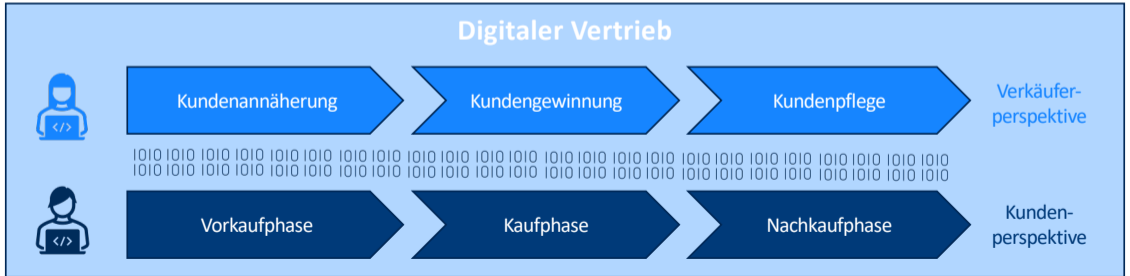 Digitaler Vertrieb
Kundenannäherung
Kundengewinnung
Kundenpflege
Verkäufer-
perspektive
</>
1010 1010 1010 1010 1010 1010 1010 1010 1010 1010 1010 1010 1010 1010 1010 1010 1010 1010 1010 1010 1010 1010 1010 1010
1010 1010 1010 1010 1010 1010 1010 1010 1010 1010 1010 1010 1010 1010 1010 1010 1010 1010 1010 1010 1010 1010 1010 1010
Vorkaufphase
Kaufphase
Nachkaufphase
Kunden-
perspektive
</>